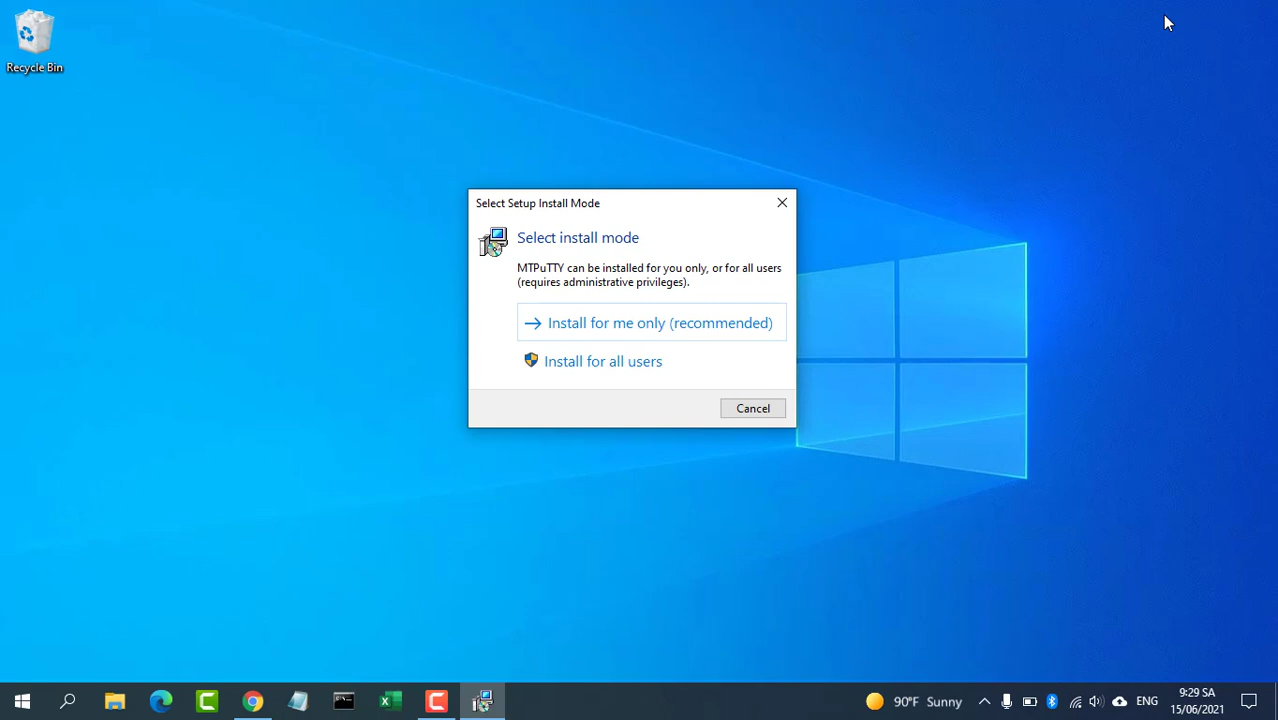 Recycle Bin
Select Setup Install Mode
Select install mode
MTPuTTY can be installed for you only, or for all users
(requires administrative privileges).
Install for me only (recommended)
Install for all users
Cancel
90°F Sunny
ENG
9:29 SA
15/06/2021